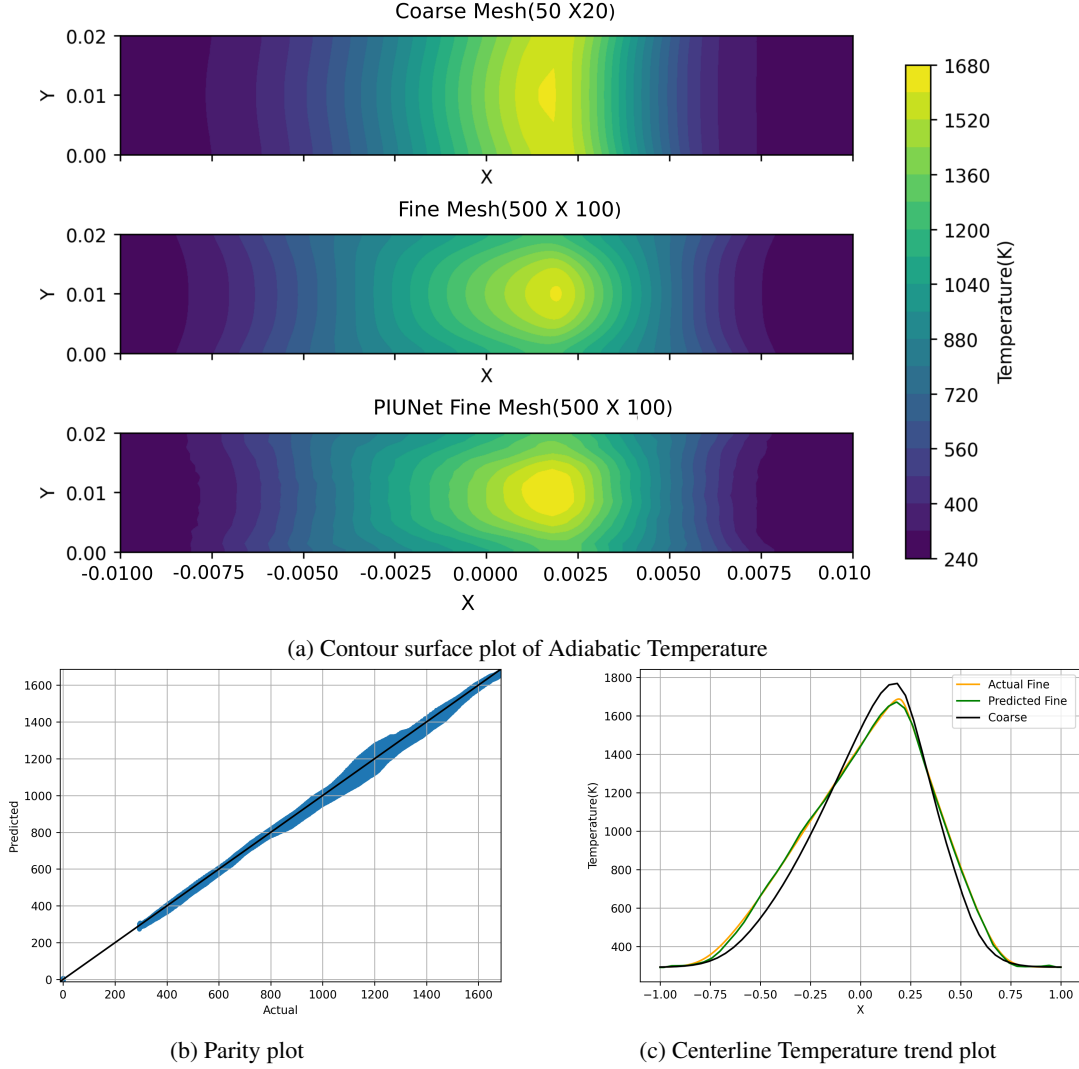 Coarse Mesh(50 X20)
0.02
Y 0.01
0.00
X
Fine Mesh(500 X 100)
0.02
Y 0.01
0.00
X
PIUNet Fine Mesh(500 X 100)
0.02
Y 0.01
0.00
-0.0100 -0.0075 -0.0050 -0.0025 0.0000 0.0025 0.0050 0.0075 0.010
X
1680
1520
1360
1200
1040
880
720
560
400
240
Temperature(K)
(a) Contour surface plot of Adiabatic Temperature
1600
1400
1200
1000
800
600
400
200
0
Predicted
0 200 400 600 800 1000 1200 1400 1600
Actual
(b) Parity plot
1800
1600
1400
1200
1000
800
600
400
Temperature(K)
Actual Fine
Predicted Fine
Coarse
−1.00 −0.75 −0.50 −0.25 0.00 0.25 0.50 0.75 1.00
X
(c) Centerline Temperature trend plot